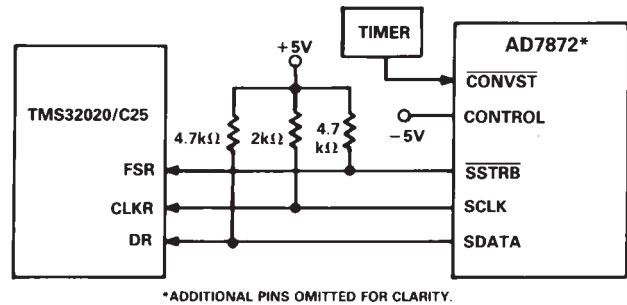 TIMER
AD7872*
+5V
CONVST
TMS32020/C25
CONTROL
4.7kΩ
2kΩ
4.7
kΩ
−5V
FSR
SSTRB
CLKR
SCLK
DR
SDATA
*ADDITIONAL PINS OMITTED FOR CLARITY.